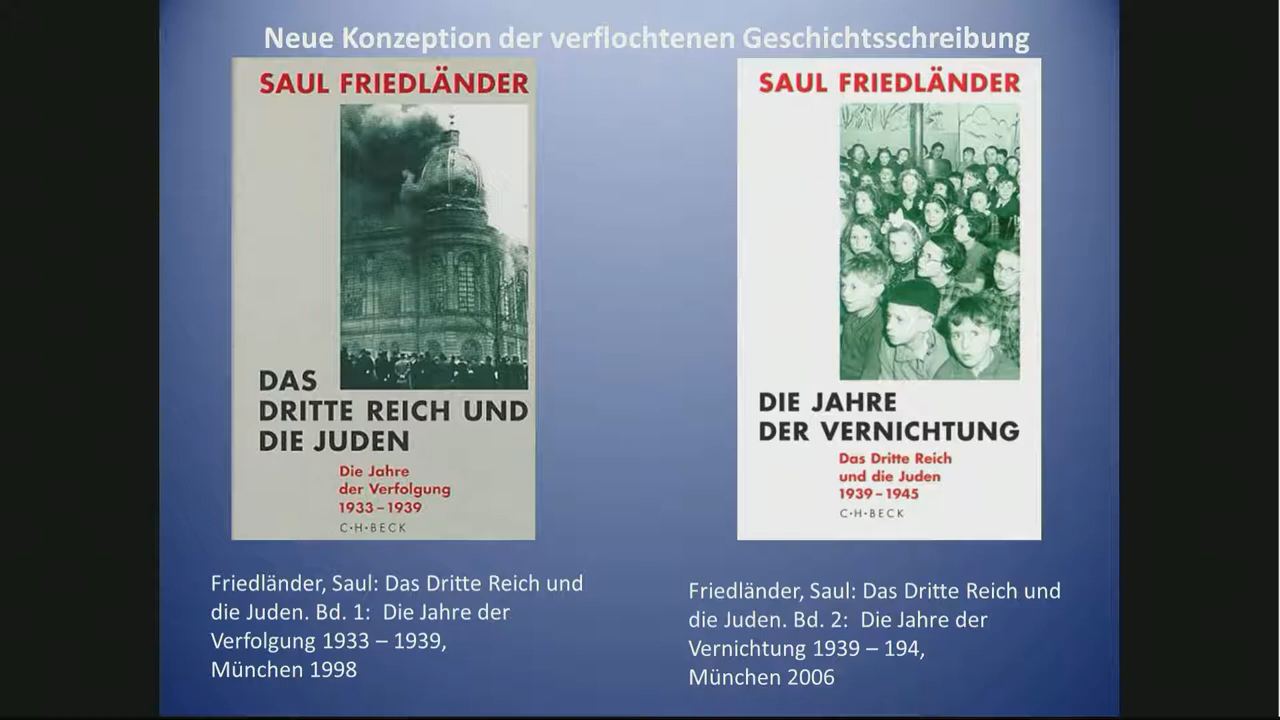 Neue Konzeption der verflochtenen Geschichtsschreibung
SAUL FRIEDLÄNDER
DAS
DRITTE REICH UND
DIE JUDEN
Die Jahre
der Verfolgung
1933 – 1939
C·H·BECK
SAUL FRIEDLÄNDER
DIE JAHRE
DER VERNICHTUNG
Das Dritte Reich
und die Juden
1939 – 1945
C·H·BECK
Friedländer, Saul: Das Dritte Reich und
die Juden. Bd. 1:  Die Jahre der
Verfolgung 1933 – 1939,
München 1998
Friedländer, Saul: Das Dritte Reich und
die Juden. Bd. 2:  Die Jahre der
Vernichtung 1939 – 194,
München 2006